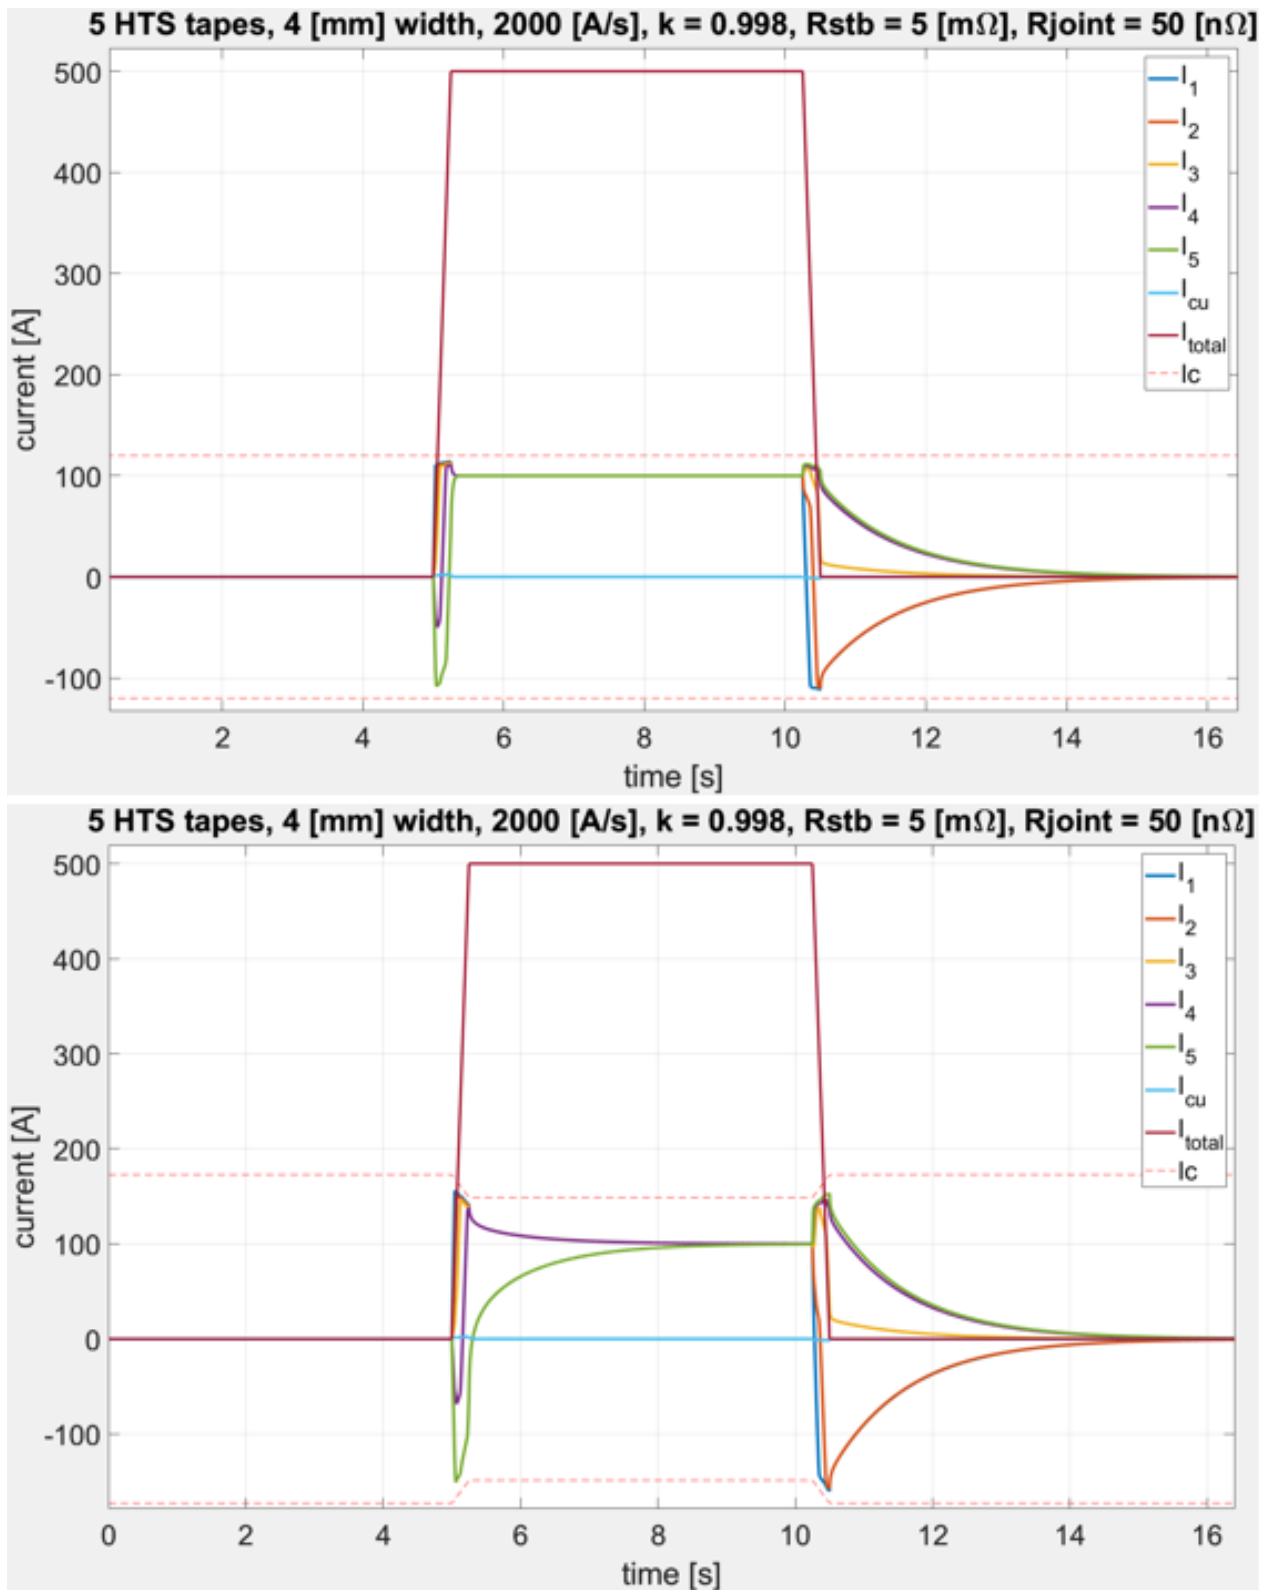 5 HTS tapes, 4 [mm] width, 2000 [A/s], k = 0.998, Rstb = 5 [mΩ], Rjoint = 50 [nΩ]
500
400
300
200
100
0
-100
current [A]
I1
I2
I3
I4
I5
Icu
Itotal
Ic
2 4 6 8 10 12 14 16
time [s]
5 HTS tapes, 4 [mm] width, 2000 [A/s], k = 0.998, Rstb = 5 [mΩ], Rjoint = 50 [nΩ]
500
400
300
200
100
0
-100
current [A]
I1
I2
I3
I4
I5
Icu
Itotal
Ic
0 2 4 6 8 10 12 14 16
time [s]